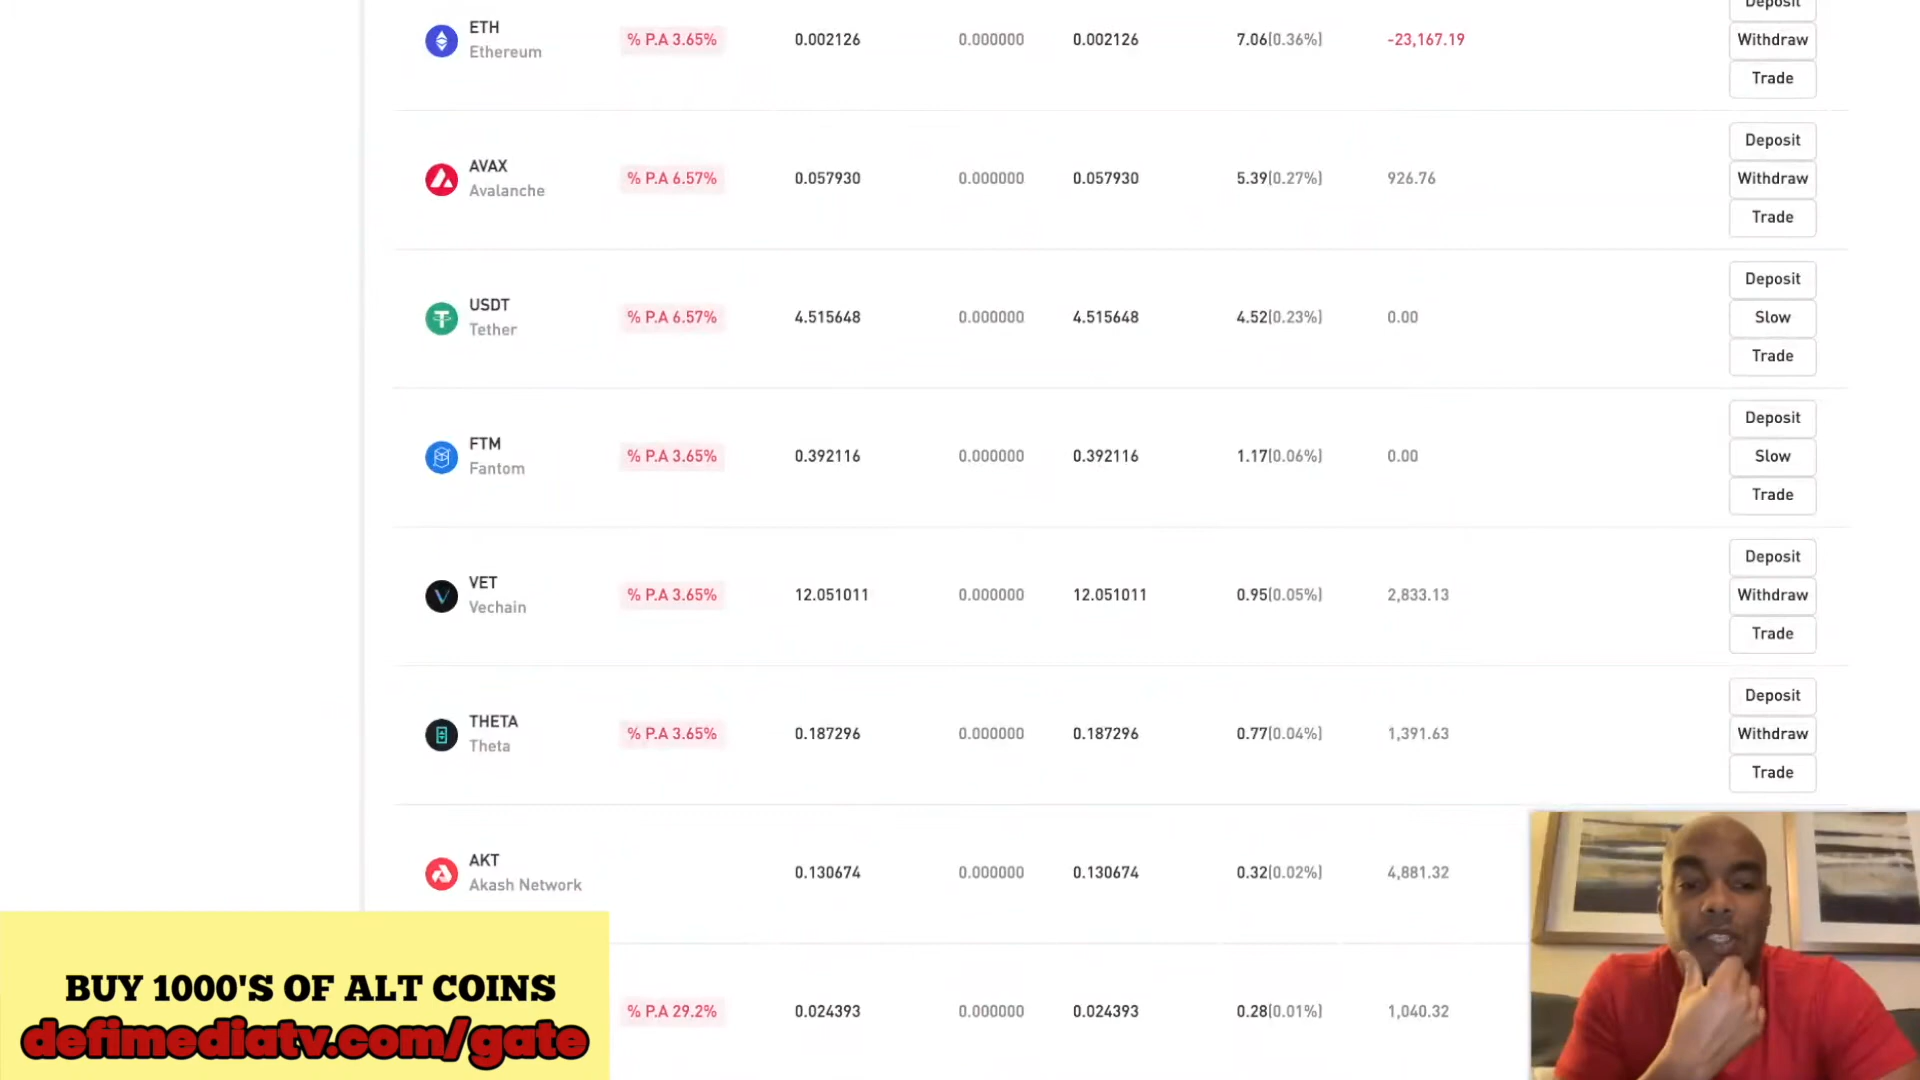 Deposit
ETH
Ethereum
% P.A 3.65%
0.002126
0.000000
0.002126
7.06(0.36%)
-23,167.19
Withdraw
Trade
Deposit
AVAX
Avalanche
% P.A 6.57%
0.057930
0.000000
0.057930
5.39(0.27%)
926.76
Withdraw
Trade
Deposit
USDT
Tether
% P.A 6.57%
4.515648
0.000000
4.515648
4.52(0.23%)
0.00
Slow
Trade
Deposit
FTM
Fantom
% P.A 3.65%
0.392116
0.000000
0.392116
1.17(0.06%)
0.00
Slow
Trade
Deposit
VET
Vechain
% P.A 3.65%
12.051011
0.000000
12.051011
0.95(0.05%)
2,833.13
Withdraw
Trade
Deposit
THETA
Theta
% P.A 3.65%
0.187296
0.000000
0.187296
0.77(0.04%)
1,391.63
Withdraw
Trade
AKT
Akash Network
0.130674
0.000000
0.130674
0.32(0.02%)
4,881.32
% P.A 29.2%
0.024393
0.000000
0.024393
0.28(0.01%)
1,040.32
BUY 1000'S OF ALT COINS
defimediatv.com/gate